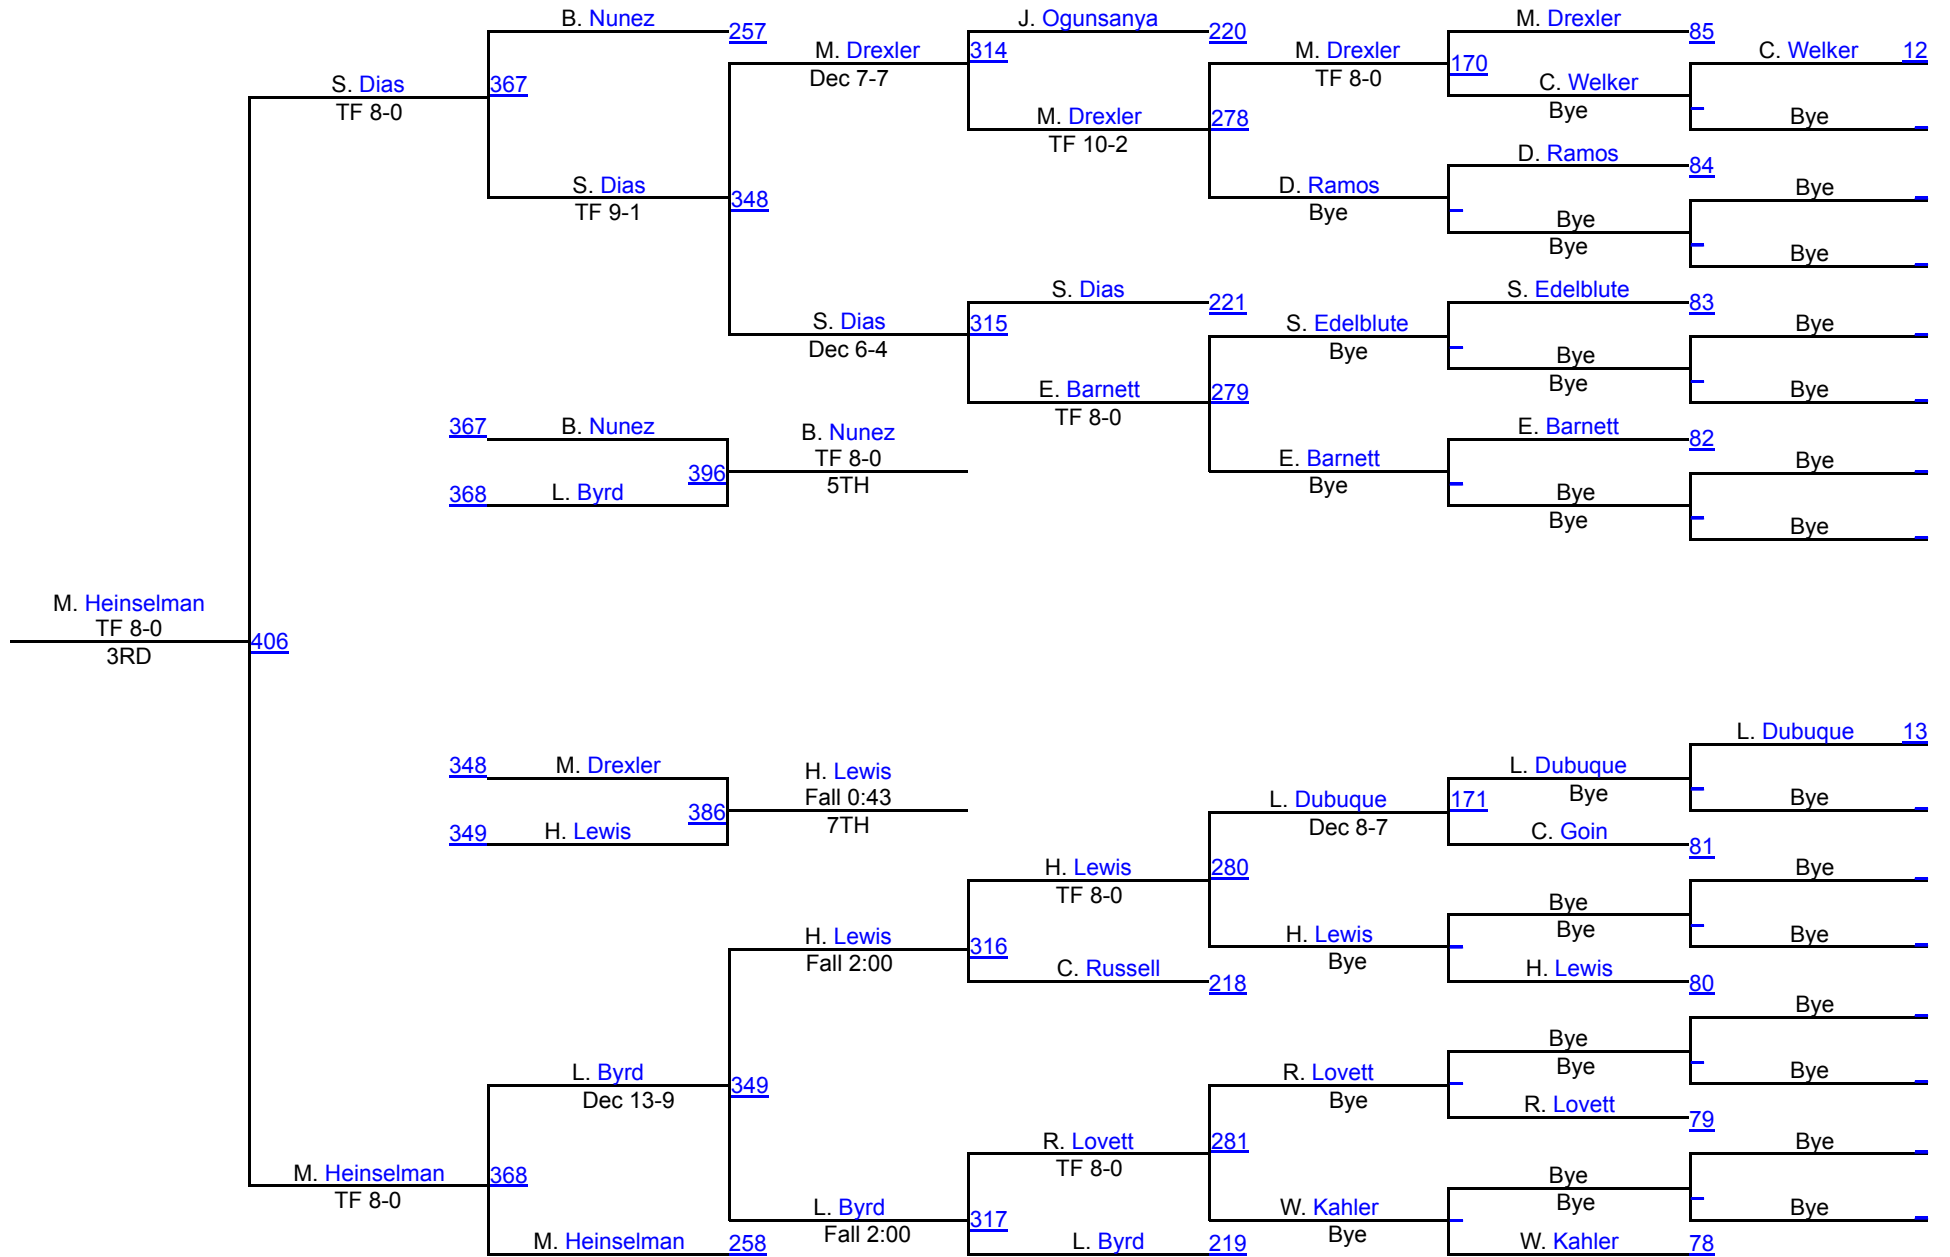 B. Nunez
257
J. Ogunsanya
220
M. Drexler
85
C. Welker 12
M. Drexler
Dec 7-7
314
M. Drexler
TF 8-0
170
S. Dias
TF 8-0
367
C. Welker
Bye
M. Drexler
TF 10-2
278
Bye
D. Ramos
84
S. Dias
TF 9-1
348
D. Ramos
Bye
Bye
Bye
Bye
Bye
S. Dias
221
S. Edelblute
83
S. Dias
Dec 6-4
315
S. Edelblute
Bye
Bye
Bye
Bye
Bye
E. Barnett
TF 8-0
279
367 B. Nunez
B. Nunez
TF 8-0
5TH
396
368 L. Byrd
E. Barnett
82
E. Barnett
Bye
Bye
Bye
Bye
Bye
M. Heinselman
TF 8-0
3RD
406
L. Dubuque 13
348 M. Drexler
H. Lewis
Fall 0:43
7TH
386
349 H. Lewis
L. Dubuque
Bye
Bye
L. Dubuque
Dec 8-7
171
C. Goin
81
H. Lewis
TF 8-0
280
Bye
Bye
Bye
Bye
H. Lewis
Fall 2:00
316
H. Lewis
Bye
C. Russell
218
H. Lewis
80
Bye
Bye
Bye
Bye
L. Byrd
Dec 13-9
349
R. Lovett
Bye
R. Lovett
79
R. Lovett
TF 8-0
281
Bye
M. Heinselman
TF 8-0
368
Bye
Bye
Bye
L. Byrd
Fall 2:00
317
W. Kahler
Bye
M. Heinselman 258
L. Byrd 219
W. Kahler 78